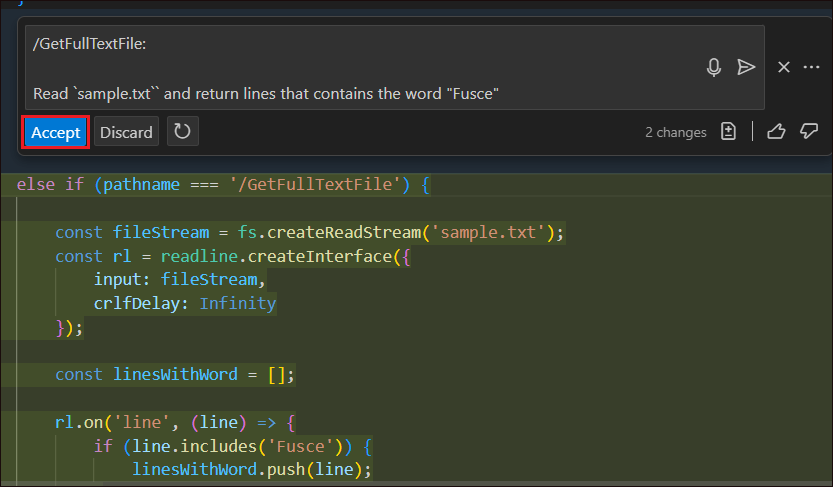 }
/GetFullTextFile:
Read `sample.txt`` and return lines that contains the word "Fusce"
Accept Discard 2 changes
else if (pathname === '/GetFullTextFile') {
const fileStream = fs.createReadStream('sample.txt');
const rl = readline.createInterface({
input: fileStream,
crlfDelay: Infinity
});
const linesWithWord = [];
rl.on('line', (line) => {
if (line.includes('Fusce')) {
linesWithWord.push(line);